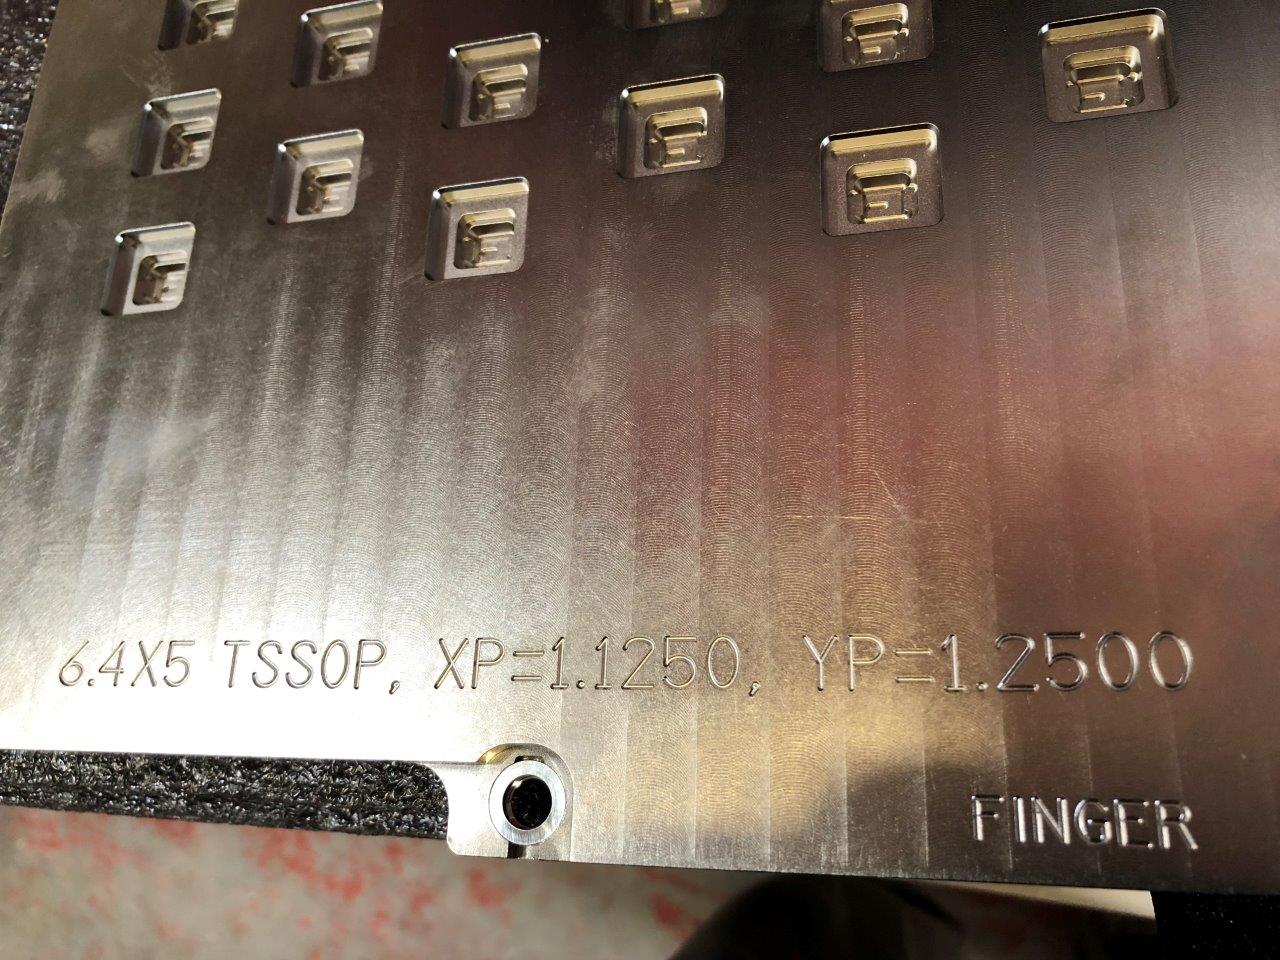 6.4X5 TSSOP, XP=1.1250, YP=1.2500
FINGER